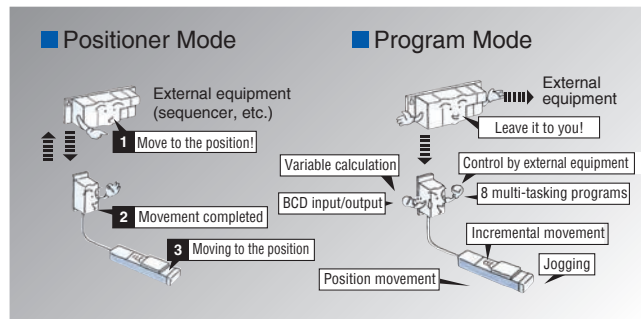 Positioner Mode
External equipment
(sequencer, etc.)
1 Move to the position!
2 Movement completed
3 Moving to the position
Program Mode
External
equipment
Leave it to you!
Variable calculation
Control by external equipment
BCD input/output
8 multi-tasking programs
Incremental movement
Jogging
Position movement